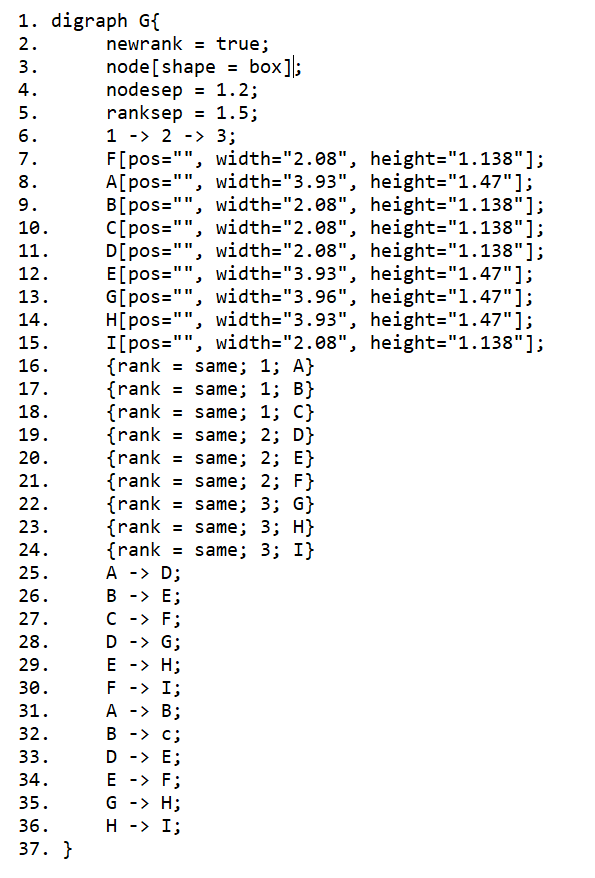 1. digraph G{
2. newrank = true;
3. node[shape = box];
4. nodesep = 1.2;
5. ranksep = 1.5;
6. 1 -> 2 -> 3;
7. F[pos="", width="2.08", height="1.138"];
8. A[pos="", width="3.93", height="1.47"];
9. B[pos="", width="2.08", height="1.138"];
10. C[pos="", width="2.08", height="1.138"];
11. D[pos="", width="2.08", height="1.138"];
12. E[pos="", width="3.93", height="1.47"];
13. G[pos="", width="3.96", height="1.47"];
14. H[pos="", width="3.93", height="1.47"];
15. I[pos="", width="2.08", height="1.138"];
16. {rank = same; 1; A}
17. {rank = same; 1; B}
18. {rank = same; 1; C}
19. {rank = same; 2; D}
20. {rank = same; 2; E}
21. {rank = same; 2; F}
22. {rank = same; 3; G}
23. {rank = same; 3; H}
24. {rank = same; 3; I}
25. A -> D;
26. B -> E;
27. C -> F;
28. D -> G;
29. E -> H;
30. F -> I;
31. A -> B;
32. B -> c;
33. D -> E;
34. E -> F;
35. G -> H;
36. H -> I;
37. }